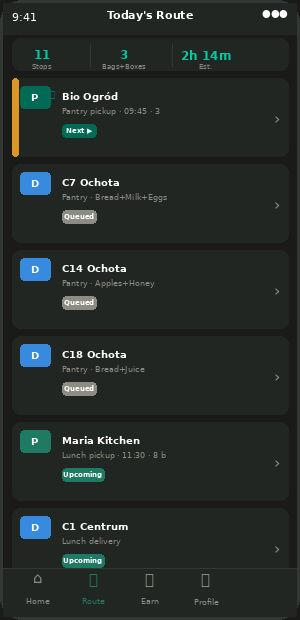 9:41
Today's Route
11
3
2h 14m
Stops
Bags+Boxes
Est.
P
Bio Ogród
Pantry pickup · 09:45 · 3
Next ▶
›
D
C7 Ochota
Pantry · Bread+Milk+Eggs
Queued
›
D
C14 Ochota
Pantry · Apples+Honey
Queued
›
D
C18 Ochota
Pantry · Bread+Juice
Queued
›
P
Maria Kitchen
Lunch pickup · 11:30 · 8 b
Upcoming
›
D
C1 Centrum
Lunch delivery
Upcoming
›
Home
Route
Earn
Profile